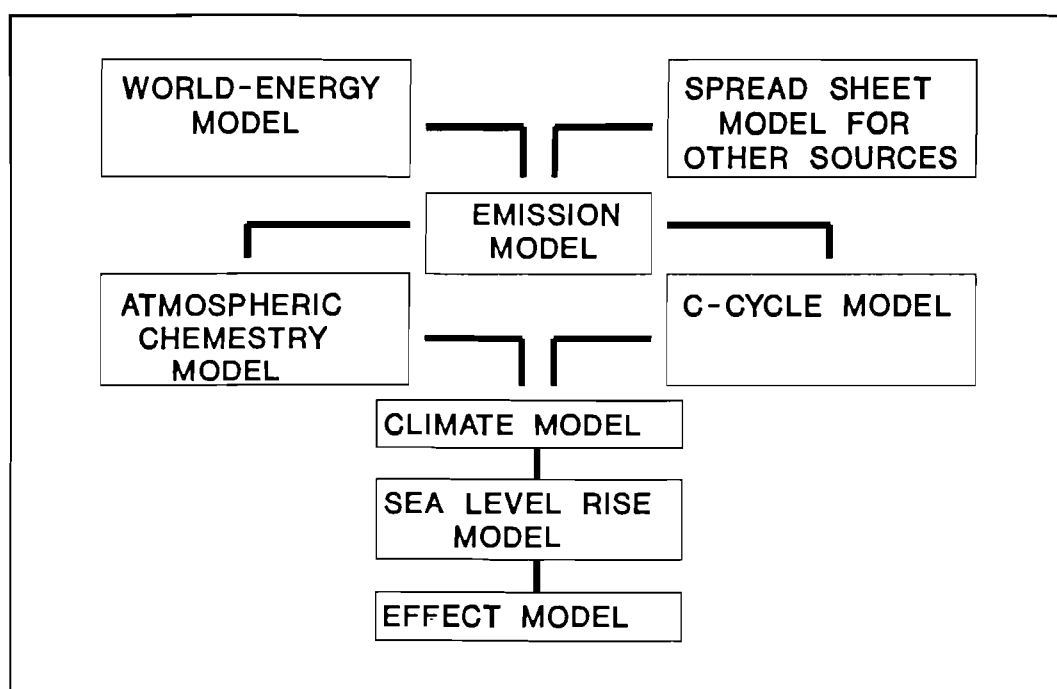 WORLD-ENERGY
MODEL
SPREAD SHEET
MODEL FOR
OTHER SOURCES
EMISSION
MODEL
ATMOSPHERIC
CHEMESTRY
MODEL
C-CYCLE MODEL
CLIMATE MODEL
SEA LEVEL RISE
MODEL
EFFECT MODEL